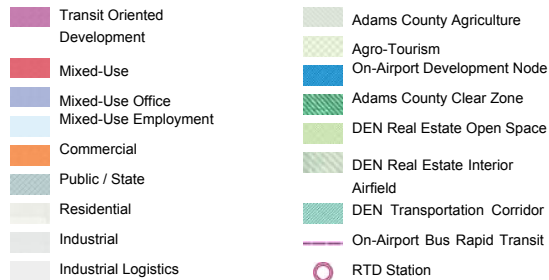 Transit Oriented
Development
Mixed-Use
Mixed-Use Office
Mixed-Use Employment
Commercial
Public / State
Residential
Industrial
Industrial Logistics
Adams County Agriculture
Agro-Tourism
On-Airport Development Node
Adams County Clear Zone
DEN Real Estate Open Space
DEN Real Estate Interior
Airfield
DEN Transportation Corridor
On-Airport Bus Rapid Transit
RTD Station